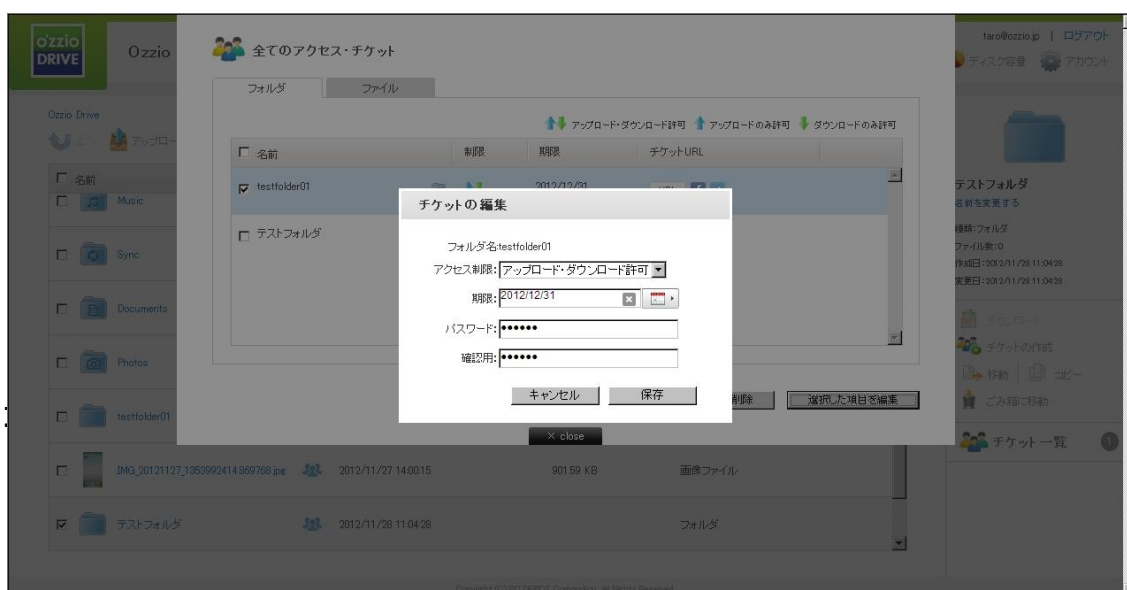 o'zzio
DRIVE
Ozzio
taro@ozzio.jp | ログアウト
ディスク容量 アカウント
全てのアクセス・チケット
フォルダ ファイル
アップロード・ダウンロード許可 アップロードのみ許可 ダウンロードのみ許可
名前 制限 期限 チケットURL
testfolder01 2012/12/31 URL
テストフォルダ
Ozzio Drive
アップロー
名前
Music
Sync
Documents
Photos
testfolder01
IMG_20121127_1353992414869768.jpg 2012/11/27 14:00:15 901.59 KB 画像ファイル
テストフォルダ 2012/11/28 11:04:28 フォルダ
チケットの編集
フォルダ名:testfolder01
アクセス制限: アップロード・ダウンロード許可
期限: 2012/12/31
パスワード: ●●●●●●
確認用: ●●●●●●
キャンセル 保存
削除 選択した項目を編集
× close
テストフォルダ
名前を変更する
種類:フォルダ
ファイル数:0
作成日:2012/11/28 11:04:28
変更日:2012/11/28 11:04:28
ダウンロード
チケットの作成
移動 | コピー
ごみ箱に移動
チケット一覧 1